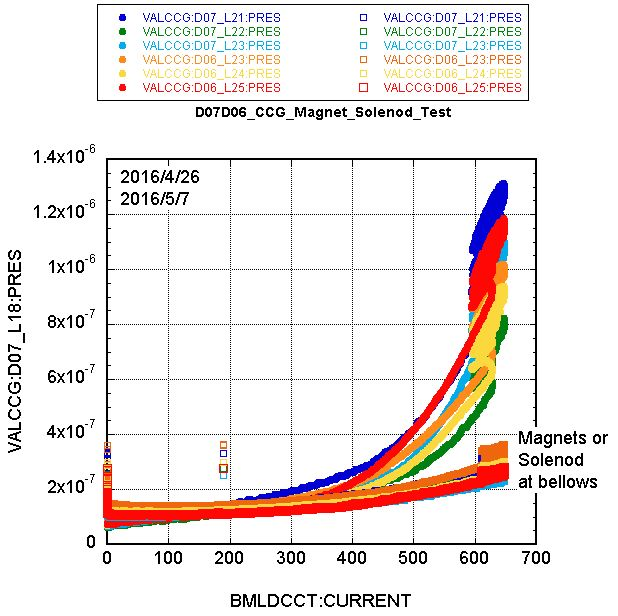 VALCCG:D07_L21:PRES VALCCG:D07_L21:PRES
VALCCG:D07_L22:PRES VALCCG:D07_L22:PRES
VALCCG:D07_L23:PRES VALCCG:D07_L23:PRES
VALCCG:D06_L23:PRES VALCCG:D06_L23:PRES
VALCCG:D06_L24:PRES VALCCG:D06_L24:PRES
VALCCG:D06_L25:PRES VALCCG:D06_L25:PRES
D07D06_CCG_Magnet_Solenod_Test
2016/4/26
2016/5/7
VALCCG:D07_L18:PRES
1.4x10-6
1.2x10-6
1x10-6
8x10-7
6x10-7
4x10-7
2x10-7
0
Magnets or
Solenod
at bellows
0 100 200 300 400 500 600 700
BMLDCCT:CURRENT